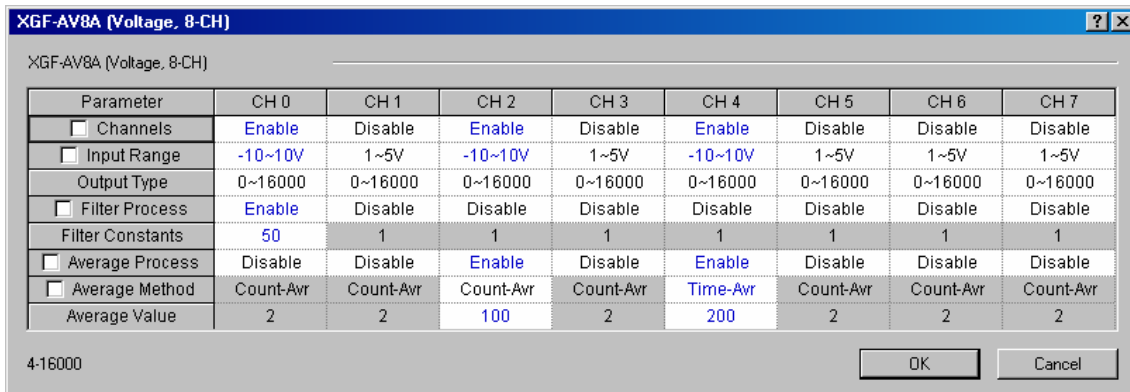 XGF-AV8A (Voltage, 8-CH)
XGF-AV8A (Voltage, 8-CH)
Parameter CH 0 CH 1 CH 2 CH 3 CH 4 CH 5 CH 6 CH 7
Channels Enable Disable Enable Disable Enable Disable Disable Disable
Input Range -10~10V 1~5V -10~10V 1~5V -10~10V 1~5V 1~5V 1~5V
Output Type 0~16000 0~16000 0~16000 0~16000 0~16000 0~16000 0~16000 0~16000
Filter Process Enable Disable Disable Disable Disable Disable Disable Disable
Filter Constants 50 1 1 1 1 1 1 1
Average Process Disable Disable Enable Disable Enable Disable Disable Disable
Average Method Count-Avr Count-Avr Count-Avr Count-Avr Time-Avr Count-Avr Count-Avr Count-Avr
Average Value 2 2 100 2 200 2 2 2
4-16000 OK Cancel